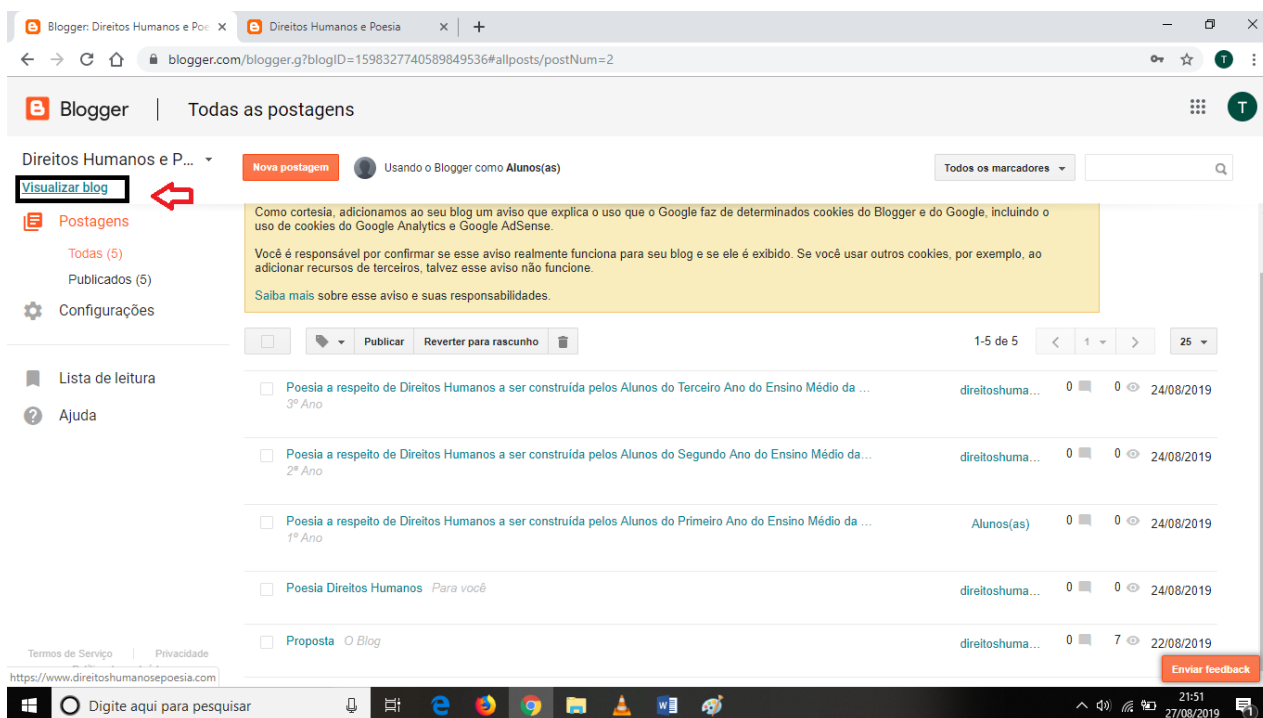 Blogger: Direitos Humanos e Poe
Direitos Humanos e Poesia
blogger.com/blogger.g?blogID=1598327740589849536#allposts/postNum=2
T
Blogger
Todas as postagens
T
Direitos Humanos e P...
Visualizar blog
Nova postagem
Usando o Blogger como Alunos(as)
Todos os marcadores
Postagens
Todas (5)
Publicados (5)
Configurações
Lista de leitura
Ajuda
Como cortesia, adicionamos ao seu blog um aviso que explica o uso que o Google faz de determinados cookies do Blogger e do Google, incluindo o
uso de cookies do Google Analytics e Google AdSense.
Você é responsável por confirmar se esse aviso realmente funciona para seu blog e se ele é exibido. Se você usar outros cookies, por exemplo, ao
adicionar recursos de terceiros, talvez esse aviso não funcione.
Saiba mais sobre esse aviso e suas responsabilidades.
Publicar Reverter para rascunho 1-5 de 5 1 25
Poesia a respeito de Direitos Humanos a ser construída pelos Alunos do Terceiro Ano do Ensino Médio da ... direitoshuma... 0 0 24/08/2019
3º Ano
Poesia a respeito de Direitos Humanos a ser construída pelos Alunos do Segundo Ano do Ensino Médio da... direitoshuma... 0 0 24/08/2019
2ª Ano
Poesia a respeito de Direitos Humanos a ser construída pelos Alunos do Primeiro Ano do Ensino Médio da ... Alunos(as) 0 0 24/08/2019
1º Ano
Poesia Direitos Humanos Para você direitoshuma... 0 0 24/08/2019
Proposta O Blog direitoshuma... 0 7 22/08/2019
Termos de Serviço Privacidade
https://www.direitoshumanosepoesia.com
Enviar feedback
Digite aqui para pesquisar
21:51
27/08/2019